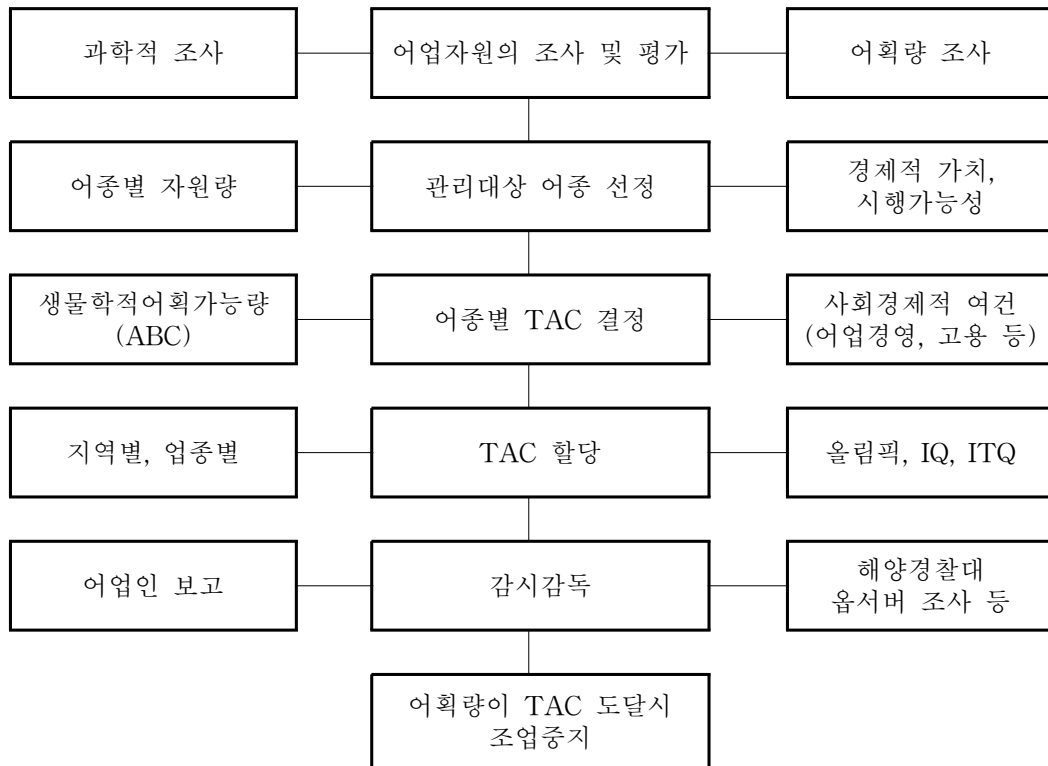 과학적 조사
어업자원의 조사 및 평가
어획량 조사
어종별 자원량
관리대상 어종 선정
경제적 가치,
시행가능성
생물학적어획가능량
(ABC)
어종별 TAC 결정
사회경제적 여건
(어업경영, 고용 등)
지역별, 업종별
TAC 할당
올림픽, IQ, ITQ
어업인 보고
감시감독
해양경찰대
옵서버 조사 등
어획량이 TAC 도달시
조업중지